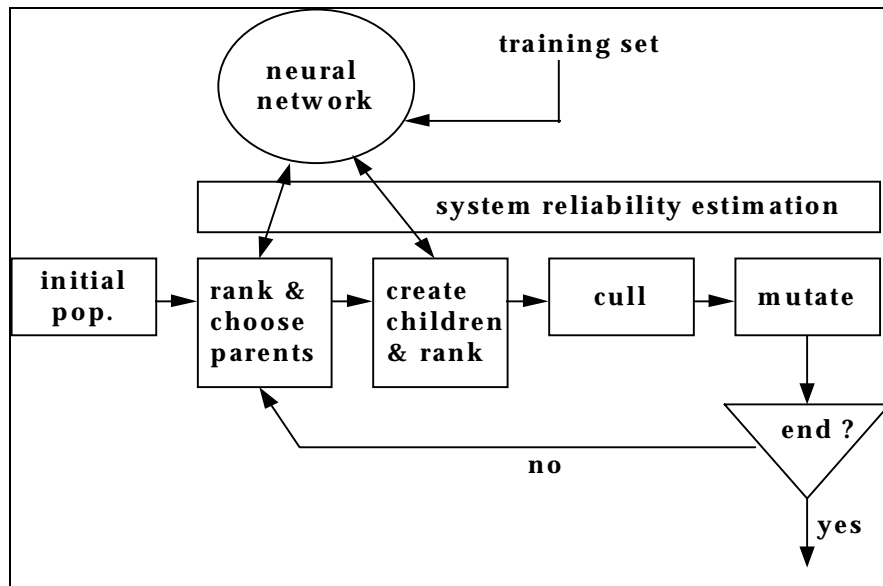 neural
network
training set
system reliability estimation
initial
pop.
rank &
choose
parents
create
children
& rank
cull
mutate
end ?
no
yes